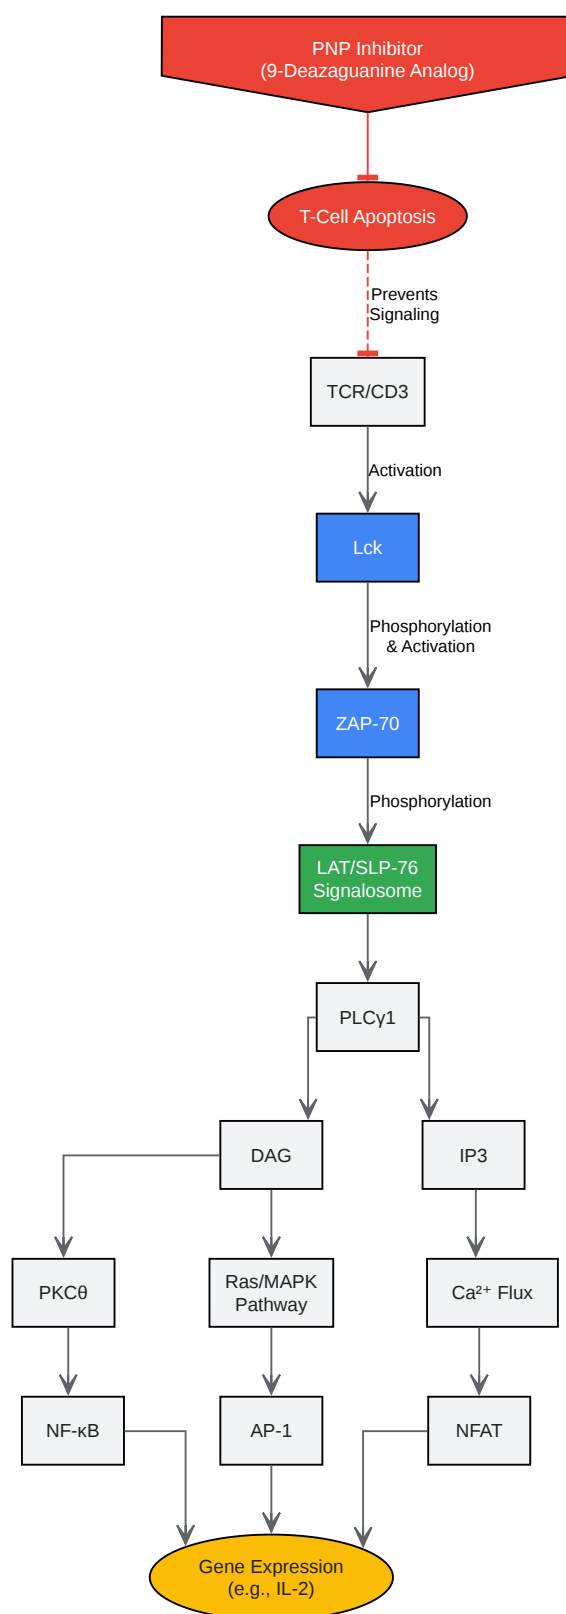 PNP Inhibitor
(9-Deazaguanine Analog)
T-Cell Apoptosis
Prevents
Signaling
TCR/CD3
Activation
Lck
Phosphorylation
& Activation
ZAP-70
Phosphorylation
LAT/SLP-76
Signalosome
PLCγ1
DAG
IP3
PKCθ
Ras/MAPK
Pathway
Ca²⁺ Flux
NF-κB
AP-1
NFAT
Gene Expression
(e.g., IL-2)